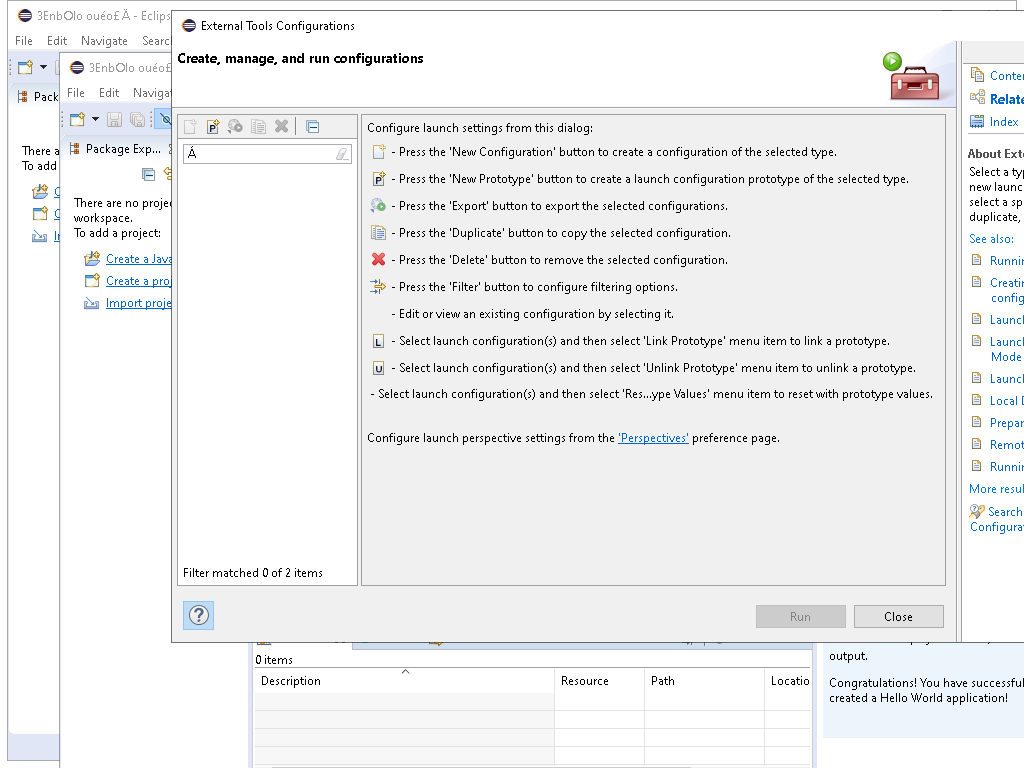 3EnbOlo ouéo£Ä - Eclips
File Edit Navigate Searc
Pack
There a
To add
3EnbOlo ouéo£
File Edit Naviga
Package Exp...
There are no proje
workspace.
To add a project:
Create a Java
Create a proj
Import proje
External Tools Configurations
Create, manage, and run configurations
Á
Filter matched 0 of 2 items
Configure launch settings from this dialog:
- Press the 'New Configuration' button to create a configuration of the selected type.
- Press the 'New Prototype' button to create a launch configuration prototype of the selected type.
- Press the 'Export' button to export the selected configurations.
- Press the 'Duplicate' button to copy the selected configuration.
- Press the 'Delete' button to remove the selected configuration.
- Press the 'Filter' button to configure filtering options.
- Edit or view an existing configuration by selecting it.
L - Select launch configuration(s) and then select 'Link Prototype' menu item to link a prototype.
U - Select launch configuration(s) and then select 'Unlink Prototype' menu item to unlink a prototype.
- Select launch configuration(s) and then select 'Res...ype Values' menu item to reset with prototype values.
Configure launch perspective settings from the 'Perspectives' preference page.
?
Run Close
Conter
Relate
Index
About Exte
Select a typ
new launc
select a sp
duplicate,
See also:
Runnin
Creatin
config
Launch
Launch
Mode
Launch
Local D
Prepar
Remot
Runnin
More resul
Search
Configurat
0 items
Description Resource Path Locatio
output.
Congratulations! You have successful
created a Hello World application!